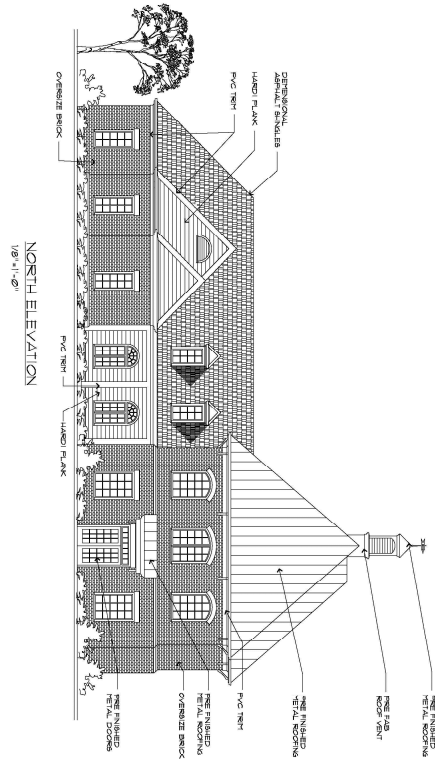 DEMENSIONAL
ASPHALT SHINGLES
HARDI PLANK
PVC TRIM
OVERSIZE BRICK
PRE FINISHED
METAL ROOFING
PRE FAB
ROOF VENT
PRE FINISHED
METAL ROOFING
PVC TRIM
PRE FINISHED
METAL ROOFING
OVERSIZE BRICK
PRE FINISHED
METAL DOORS
PVC TRIM
HARDI PLANK
NORTH ELEVATION
1/8"=1'-0"